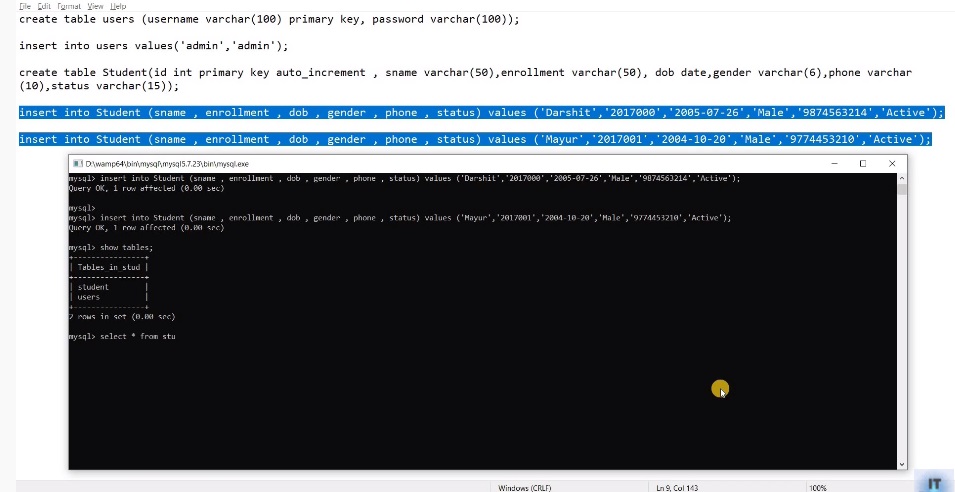 File Edit Format View Help
create table users (username varchar(100) primary key, password varchar(100));
insert into users values('admin','admin');
create table Student(id int primary key auto_increment , sname varchar(50),enrollment varchar(50), dob date,gender varchar(6),phone varchar
(10),status varchar(15));
insert into Student (sname , enrollment , dob , gender , phone , status) values ('Darshit','2017000','2005-07-26','Male','9874563214','Active');
insert into Student (sname , enrollment , dob , gender , phone , status) values ('Mayur','2017001','2004-10-20','Male','9774453210','Active');
D:\wamp64\bin\mysql\mysql5.7.23\bin\mysql.exe
mysql> insert into Student (sname , enrollment , dob , gender , phone , status) values ('Darshit','2017000','2005-07-26','Male','9874563214','Active');
Query OK, 1 row affected (0.00 sec)
mysql>
mysql> insert into Student (sname , enrollment , dob , gender , phone , status) values ('Mayur','2017001','2004-10-20','Male','9774453210','Active');
Query OK, 1 row affected (0.00 sec)
mysql> show tables;
+----------------+
| Tables_in_stud |
+----------------+
| student |
| users |
+----------------+
2 rows in set (0.00 sec)
mysql> select * from stu
Windows (CRLF) Ln 9, Col 143 100%
IT